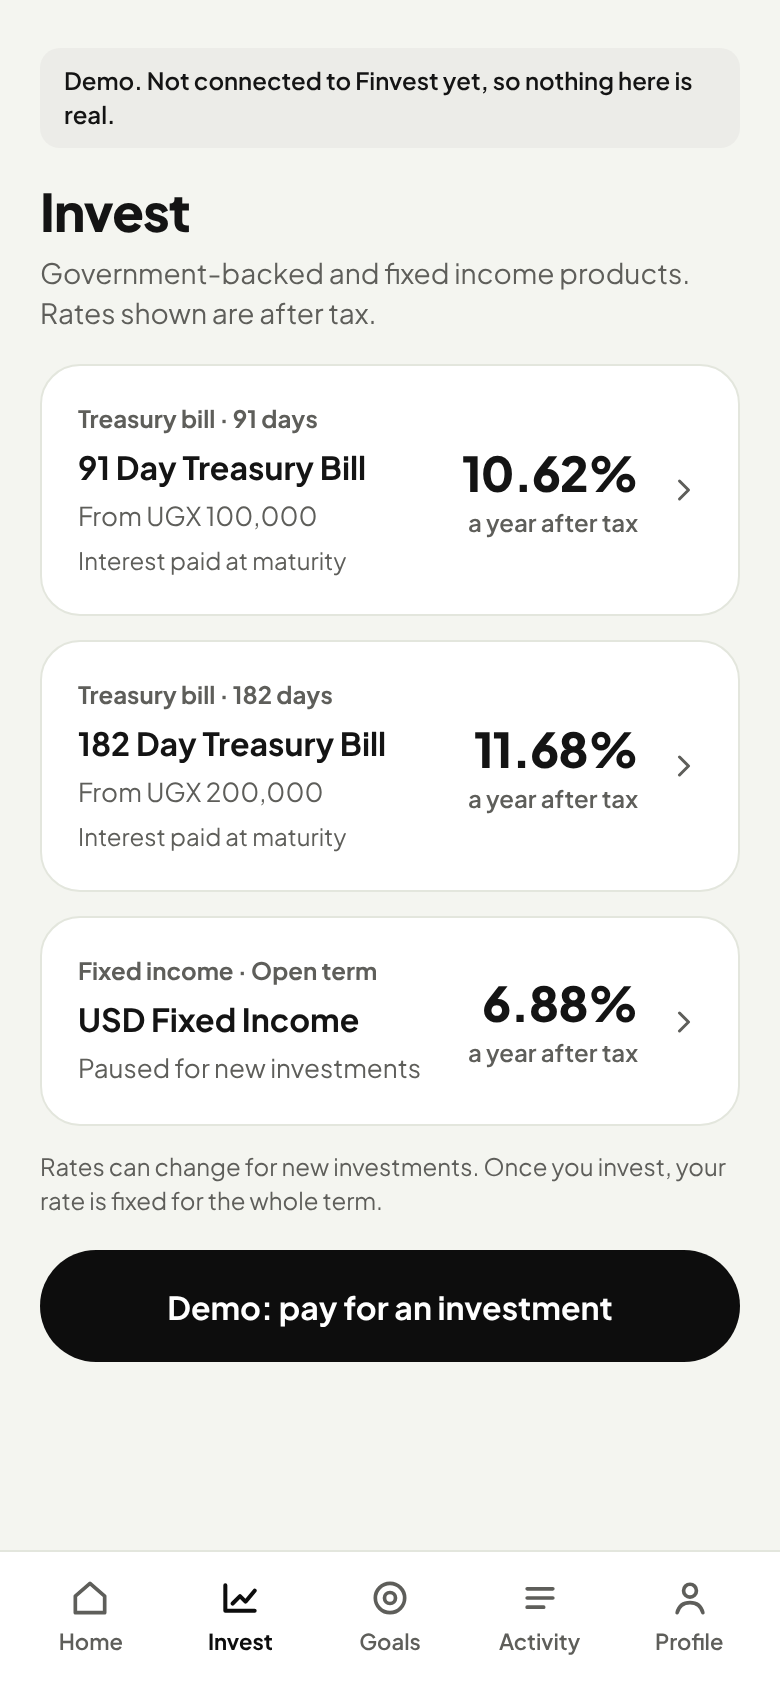 Demo. Not connected to Finvest yet, so nothing here is
real.
Invest
Government-backed and fixed income products.
Rates shown are after tax.
Treasury bill · 91 days
91 Day Treasury Bill
From UGX 100,000
Interest paid at maturity
10.62%
a year after tax
Treasury bill · 182 days
182 Day Treasury Bill
From UGX 200,000
Interest paid at maturity
11.68%
a year after tax
Fixed income · Open term
USD Fixed Income
Paused for new investments
6.88%
a year after tax
Rates can change for new investments. Once you invest, your
rate is fixed for the whole term.
Demo: pay for an investment
Home
Invest
Goals
Activity
Profile